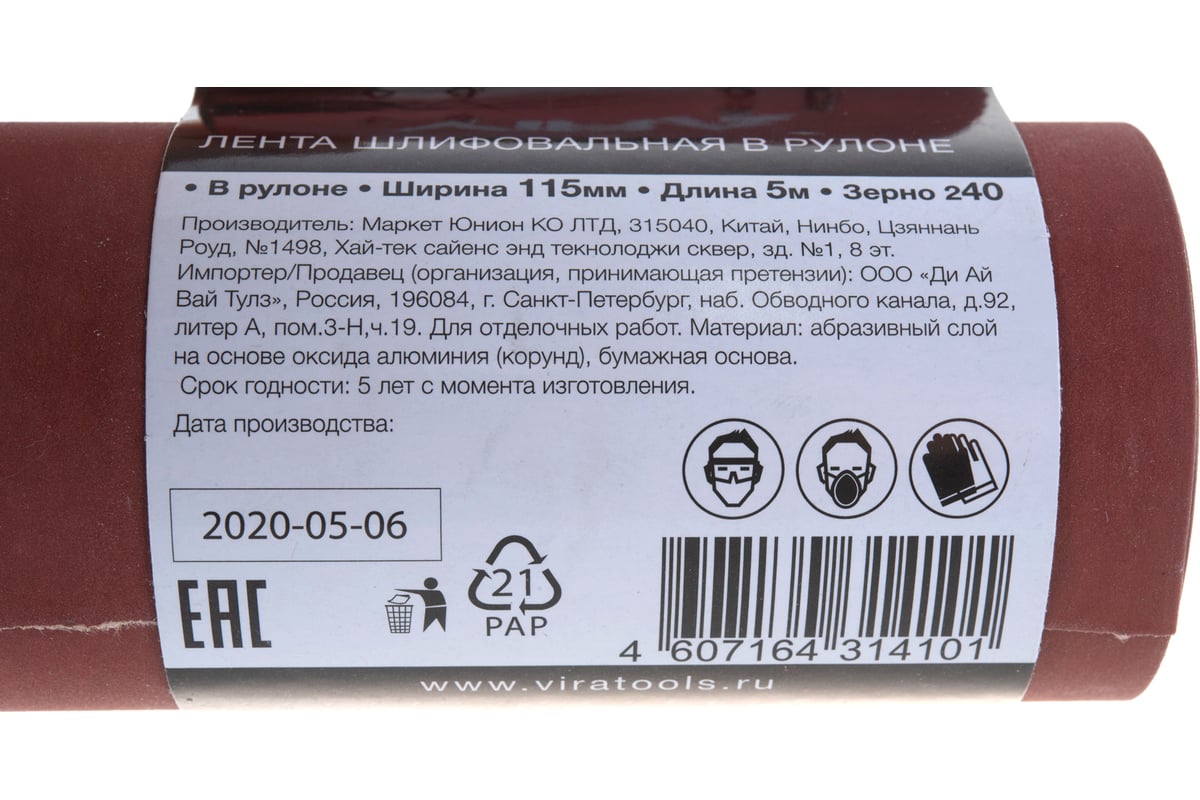 ЛЕНТА ШЛИФОВАЛЬНАЯ В РУЛОНЕ
• В рулоне • Ширина 115мм • Длина 5м • Зерно 240
Производитель: Маркет Юнион КО ЛТД, 315040, Китай, Нинбо, Цзяннань
Роуд, №1498, Хай-тек сайенс энд текнолоджи сквер, зд. №1, 8 эт.
Импортер/Продавец (организация, принимающая претензии): ООО «Ди Ай
Вай Тулз», Россия, 196084, г. Санкт-Петербург, наб. Обводного канала, д.92,
литер А, пом.3-Н,ч.19. Для отделочных работ. Материал: абразивный слой
на основе оксида алюминия (корунд), бумажная основа.
Срок годности: 5 лет с момента изготовления.
Дата производства:
2020-05-06
EAC
21
PAP
4 607164 314101
www.viratools.ru